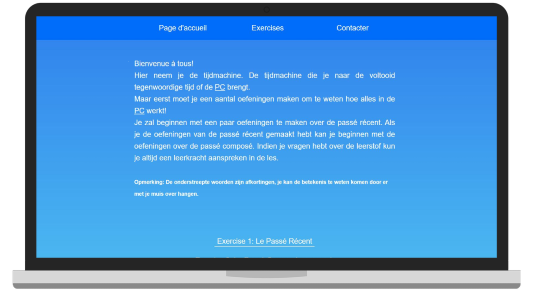 Page d'accueil Exercises Contacter
Bienvenue à tous!
Hier neem je de tijdmachine. De tijdmachine die je naar de voltooid
tegenwoordige tijd of de PC brengt.
Maar eerst moet je een aantal oefeningen maken om te weten hoe alles in de
PC werkt!
Je zal beginnen met een paar oefeningen te maken over de passé récent. Als
je de oefeningen van de passé récent gemaakt hebt kan je beginnen met de
oefeningen over de passé composé. Indien je vragen hebt over de leerstof kun
je altijd een leerkracht aanspreken in de les.
Opmerking: De onderstreepte woorden zijn afkortingen, je kan de betekenis te weten komen door er
met je muis over hangen.
Exercise 1: Le Passé Récent